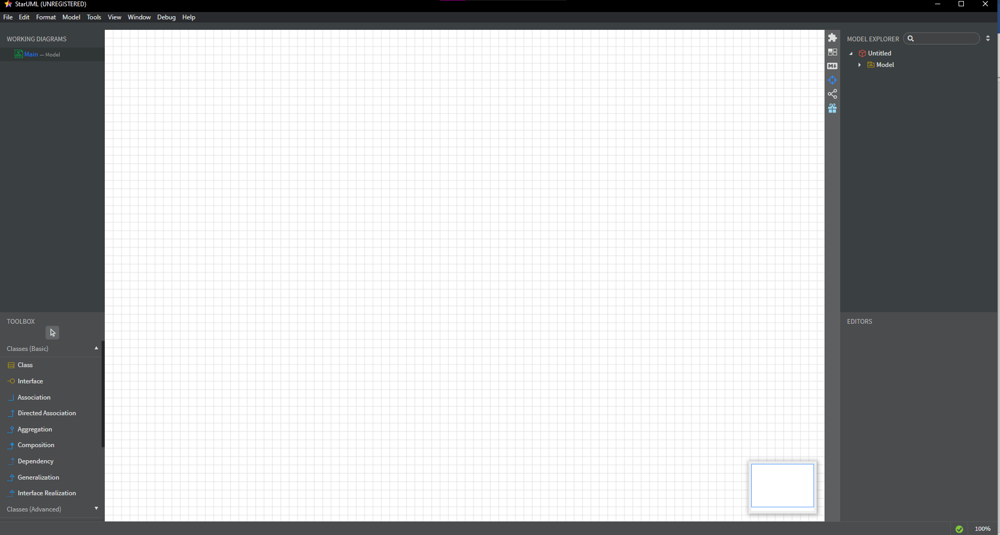 StarUML (UNREGISTERED)
File Edit Format Model Tools View Window Debug Help
WORKING DIAGRAMS
Main — Model
TOOLBOX
Classes (Basic)
Class
Interface
Association
Directed Association
Aggregation
Composition
Dependency
Generalization
Interface Realization
Classes (Advanced)
M
MODEL EXPLORER
Untitled
Model
EDITORS
100%